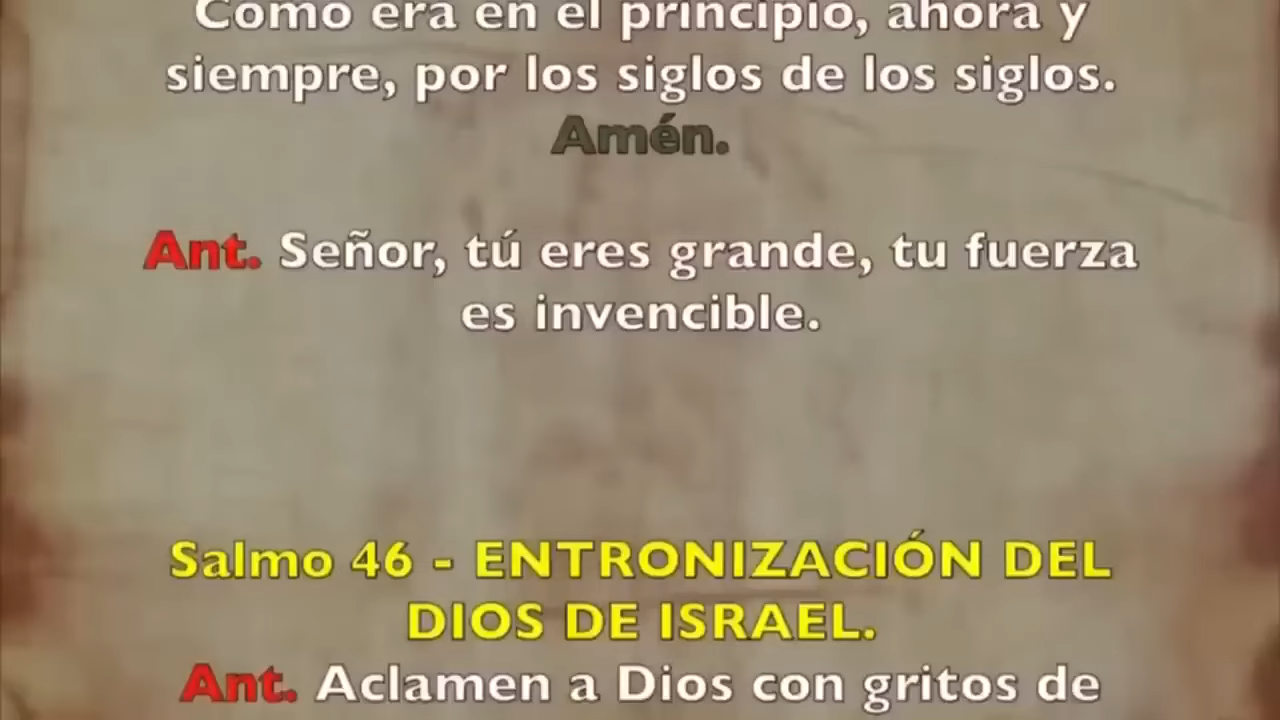 Como era en el principio, ahora y
siempre, por los siglos de los siglos.
Amén.
Ant. Señor, tú eres grande, tu fuerza
es invencible.
Salmo 46 - ENTRONIZACIÓN DEL
DIOS DE ISRAEL.
Ant. Aclamen a Dios con gritos de